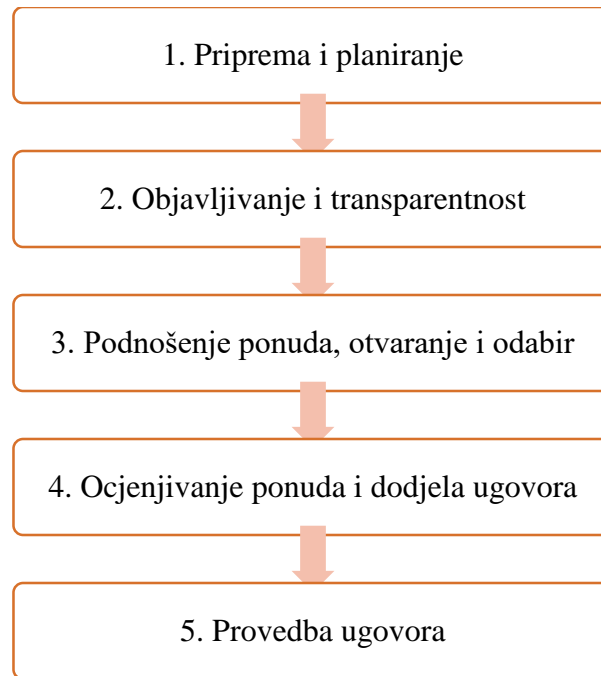 1. Priprema i planiranje
2. Objavljivanje i transparentnost
3. Podnošenje ponuda, otvaranje i odabir
4. Ocjenjivanje ponuda i dodjela ugovora
5. Provedba ugovora